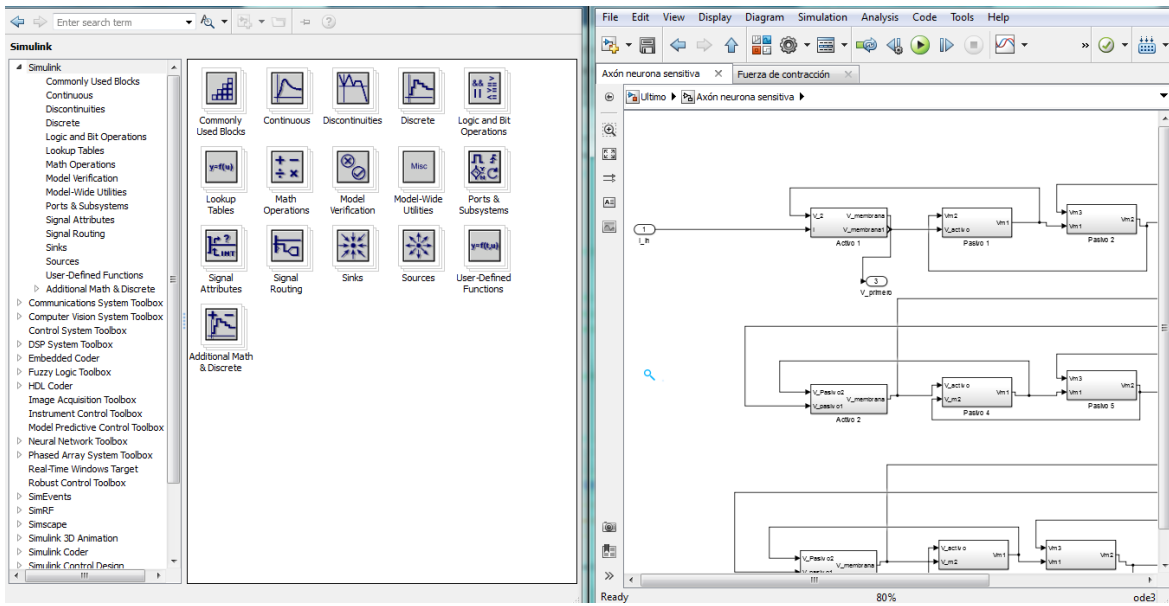 Enter search term
Simulink
Simulink
Commonly Used Blocks
Continuous
Discontinuities
Discrete
Logic and Bit Operations
Lookup Tables
Math Operations
Model Verification
Model-Wide Utilities
Ports & Subsystems
Signal Attributes
Signal Routing
Sinks
Sources
User-Defined Functions
Additional Math & Discrete
Communications System Toolbox
Computer Vision System Toolbox
Control System Toolbox
DSP System Toolbox
Embedded Coder
Fuzzy Logic Toolbox
HDL Coder
Image Acquisition Toolbox
Instrument Control Toolbox
Model Predictive Control Toolbox
Neural Network Toolbox
Phased Array System Toolbox
Real-Time Windows Target
Robust Control Toolbox
SimEvents
SimRF
Simscape
Simulink 3D Animation
Simulink Coder
Simulink Control Design
Commonly
Used Blocks
Continuous
Discontinuities
Discrete
&& ≥
|| ≤
Logic and Bit
Operations
y=f(u)
Lookup
Tables
+ −
÷ ×
Math
Operations
Model
Verification
Misc
Model-Wide
Utilities
Ports &
Subsystems
?
INT
Signal
Attributes
Signal
Routing
Sinks
Sources
y=f(t,u)
User-Defined
Functions
+ −
Additional Math
& Discrete
File Edit View Display Diagram Simulation Analysis Code Tools Help
»
Axón neurona sensitiva ×
Fuerza de contracción ×
Ultimo
Axón neurona sensitiva
1
I_in
V_2
I
V_membrana
V_membrana1
Activo 1
Vm2
V_activo
Vm1
Pasivo 1
Vm3
Vm1
Vm2
Pasivo 2
3
V_primero
V_Pasivo2
V_pasivo1
V_membrana
Activo 2
V_activo
V_m2
Vm1
Pasivo 4
Vm3
Vm1
Vm2
Pasivo 5
V_Pasivo2
V_pasivo1
V_membrana
V_activo
V_m2
Vm1
Vm3
Vm1
Vm2
»
Ready
80%
ode3